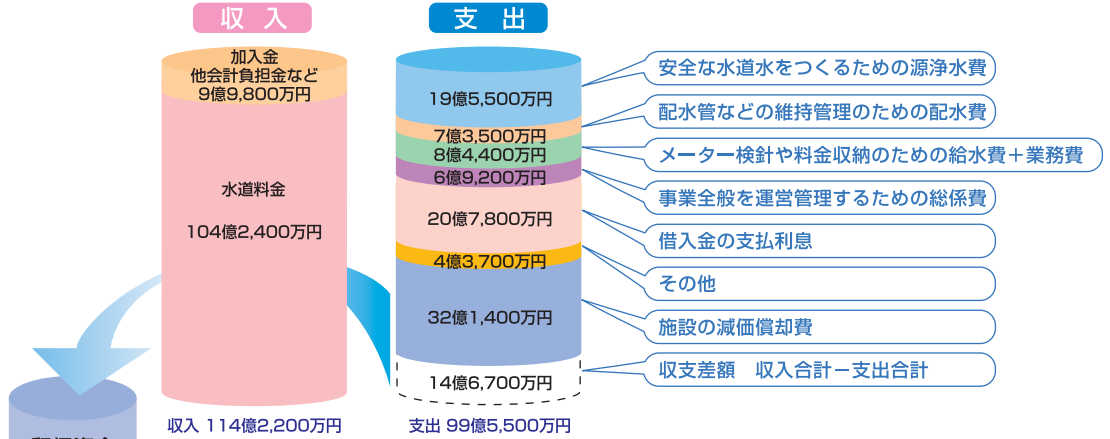 収 入
加入金
他会計負担金など
9億9,800万円
水道料金
104億2,400万円
収入 114億2,200万円
支 出
19億5,500万円
7億3,500万円
8億4,400万円
6億9,200万円
20億7,800万円
4億3,700万円
32億1,400万円
14億6,700万円
支出 99億5,500万円
安全な水道水をつくるための源浄水費
配水管などの維持管理のための配水費
メーター検針や料金収納のための給水費＋業務費
事業全般を運営管理するための総係費
借入金の支払利息
その他
施設の減価償却費
収支差額　収入合計－支出合計